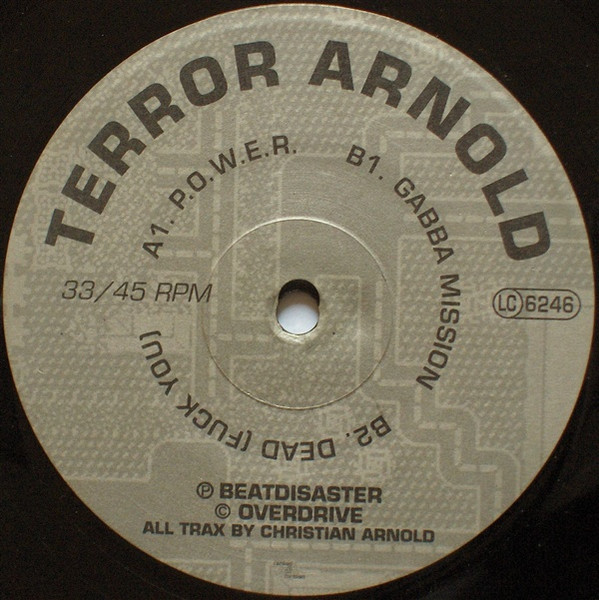 TERROR ARNOLD
A1. P.O.W.E.R.
B1. GABBA MISSION
B2. DEAD (FUCK YOU)
33/45 RPM
LC 6246
Ⓟ BEATDISASTER
© OVERDRIVE
ALL TRAX BY CHRISTIAN ARNOLD